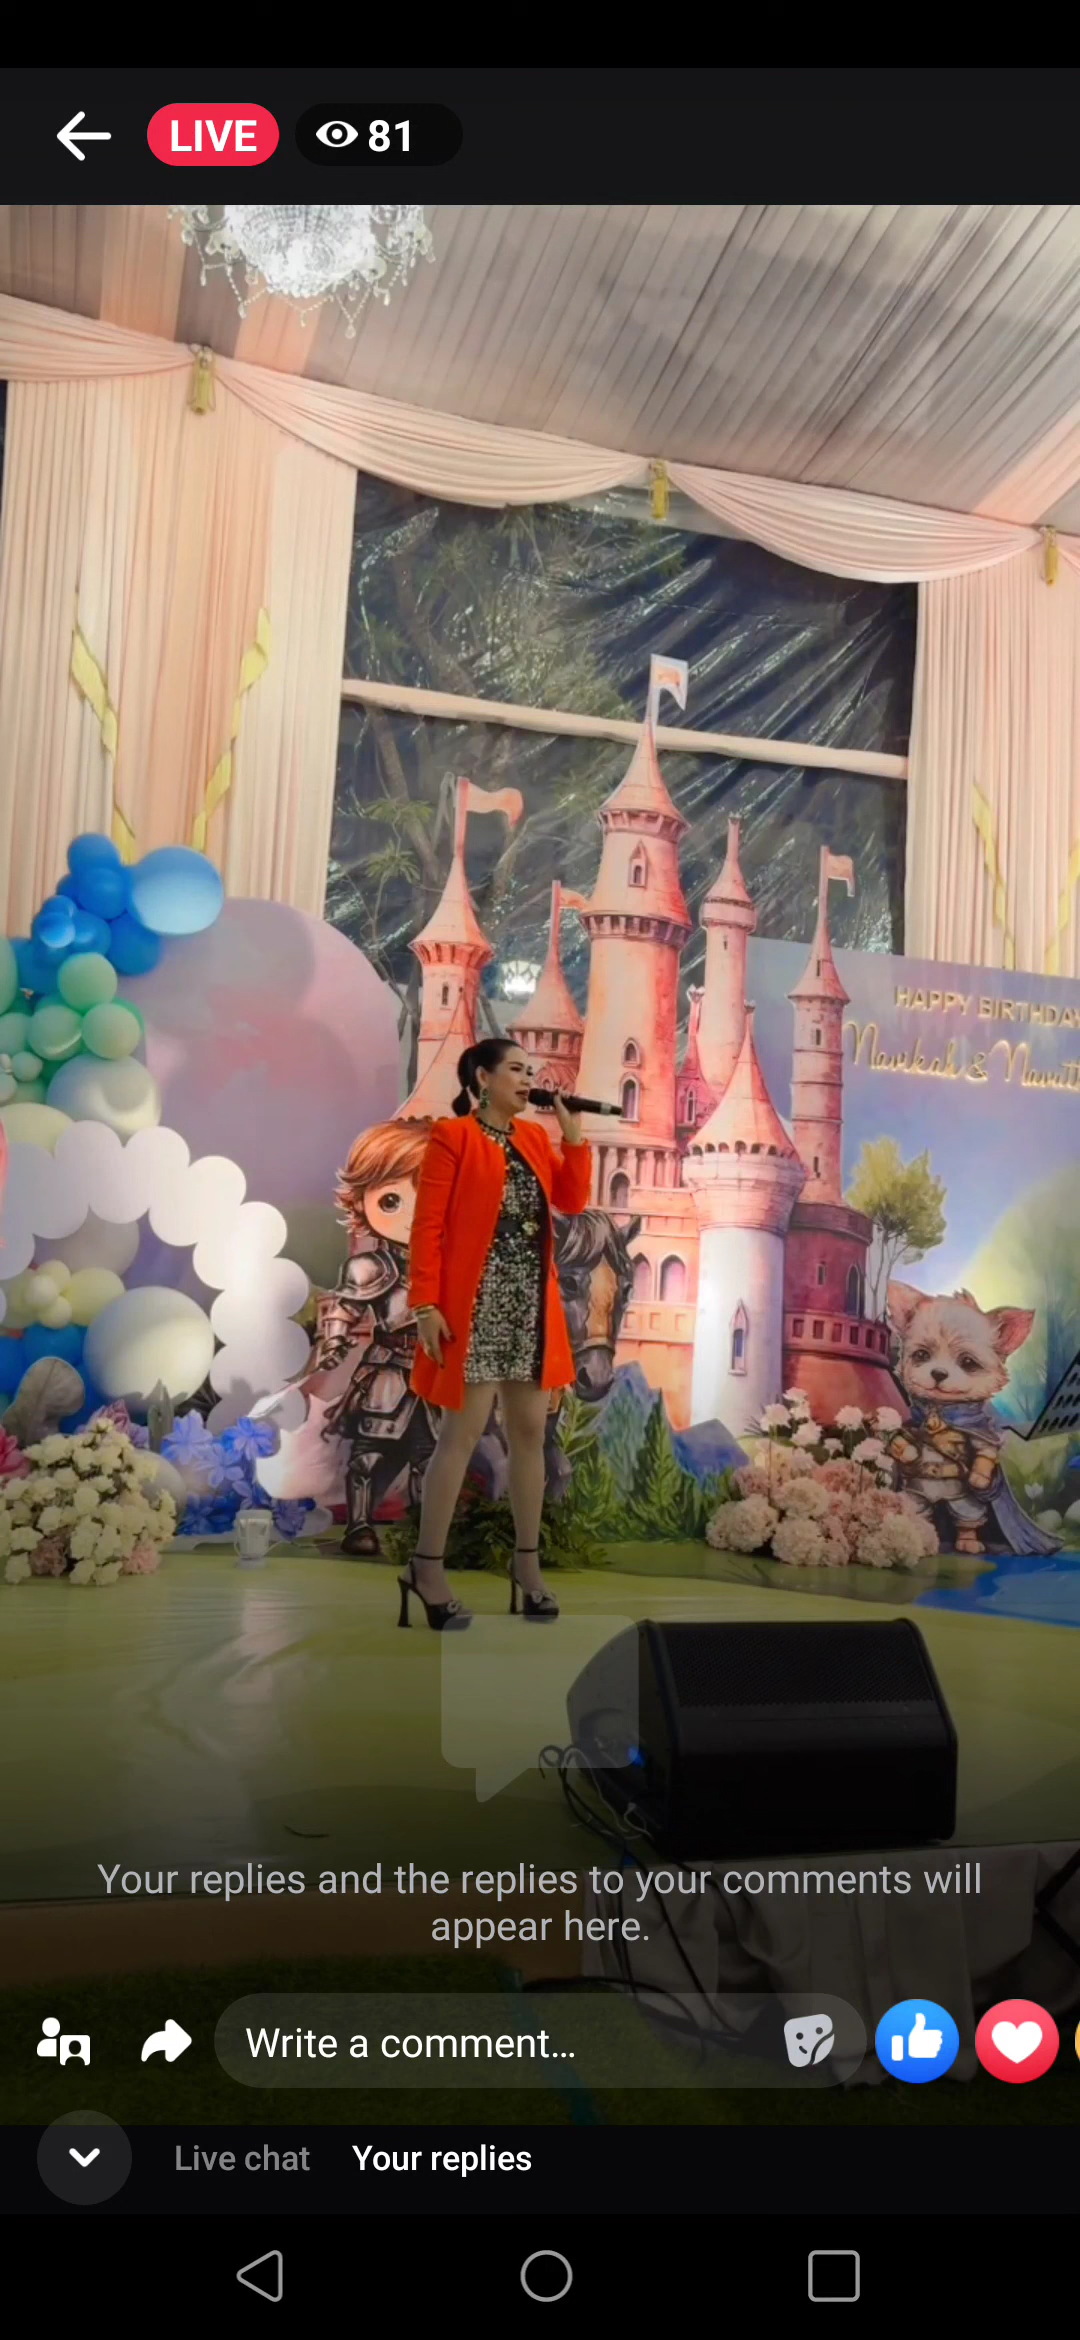 LIVE 81
HAPPY BIRTHDAY
Navikah &
Your replies and the replies to your comments will
appear here.
Write a comment...
Live chat Your replies